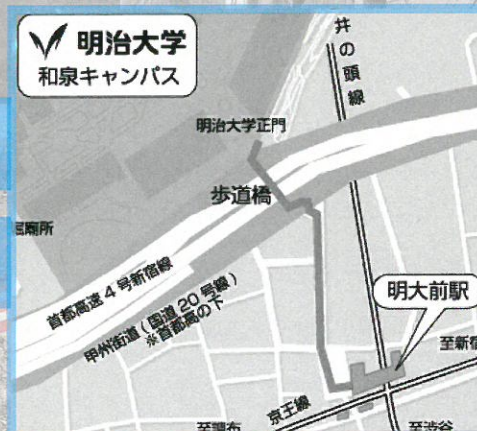 明治大学
和泉キャンパス
井の頭線
明治大学正門
歩道橋
首都高速4号新宿線
甲州街道(国道20号線)
※首都高の下
明大前駅
至新宿
京王線
至調布
至渋谷